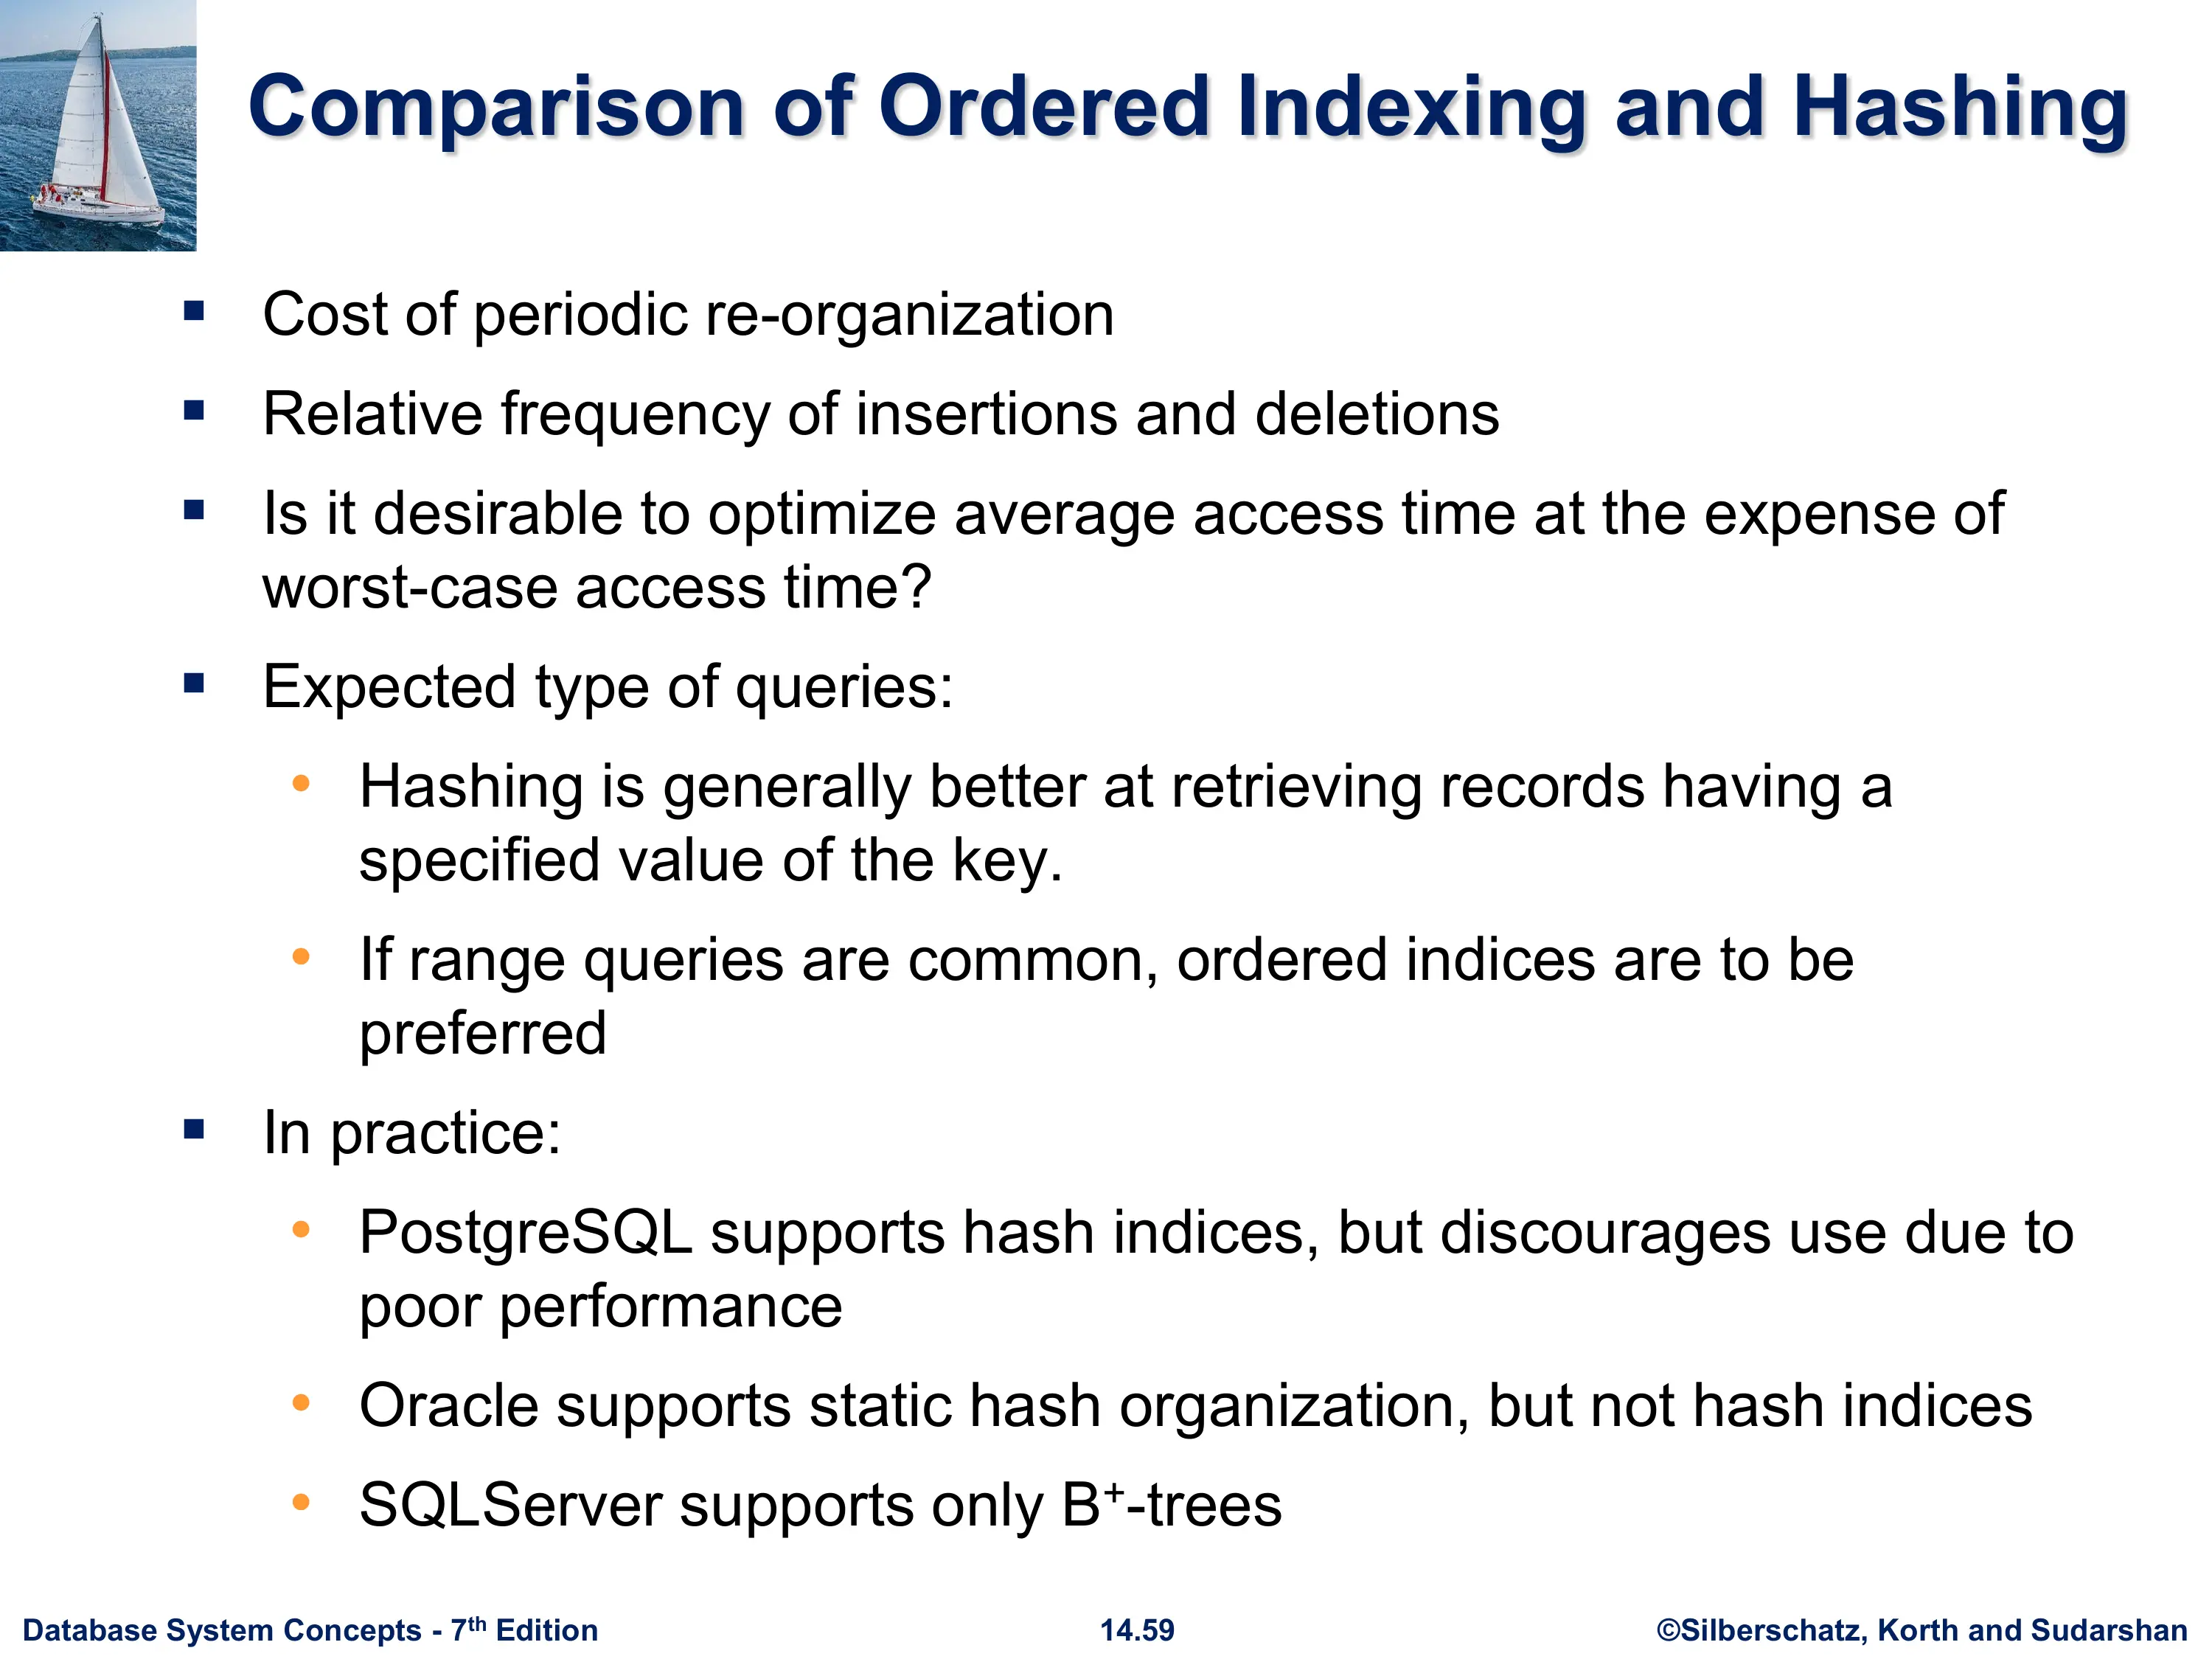 Comparison of Ordered Indexing and Hashing
▪ Cost of periodic re-organization
▪ Relative frequency of insertions and deletions
▪ Is it desirable to optimize average access time at the expense of
worst-case access time?
▪ Expected type of queries:
• Hashing is generally better at retrieving records having a
specified value of the key.
• If range queries are common, ordered indices are to be
preferred
▪ In practice:
• PostgreSQL supports hash indices, but discourages use due to
poor performance
• Oracle supports static hash organization, but not hash indices
• SQLServer supports only B⁺-trees
Database System Concepts - 7th Edition
14.59
©Silberschatz, Korth and Sudarshan